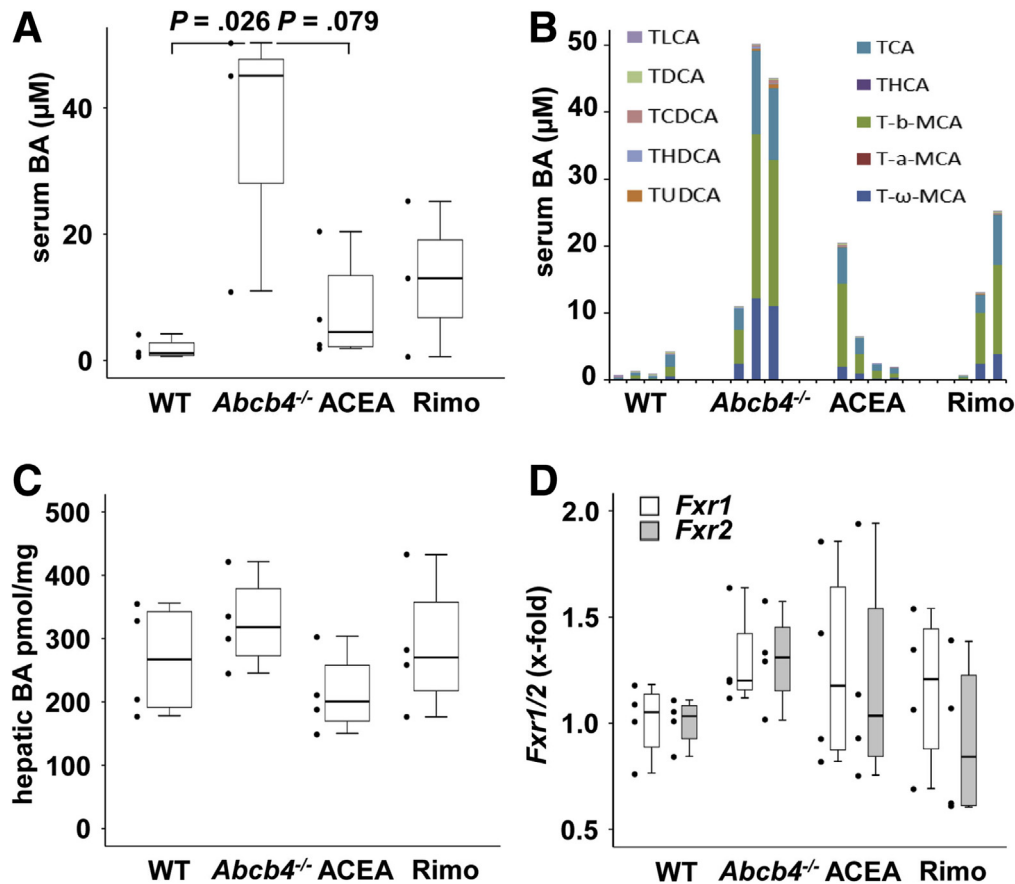 A
P = .026 P = .079
serum BA (µM)
40
20
0
WT Abcb4-/- ACEA Rimo
B
serum BA (µM)
50
40
30
20
10
0
TLCA
TDCA
TCDCA
THDCA
TUDCA
TCA
THCA
T-b-MCA
T-a-MCA
T-ω-MCA
WT Abcb4-/- ACEA Rimo
C
hepatic BA pmol/mg
500
400
300
200
100
0
WT Abcb4-/- ACEA Rimo
D
Fxr1/2 (x-fold)
2.0
1.5
1.0
0.5
Fxr1
Fxr2
WT Abcb4-/- ACEA Rimo